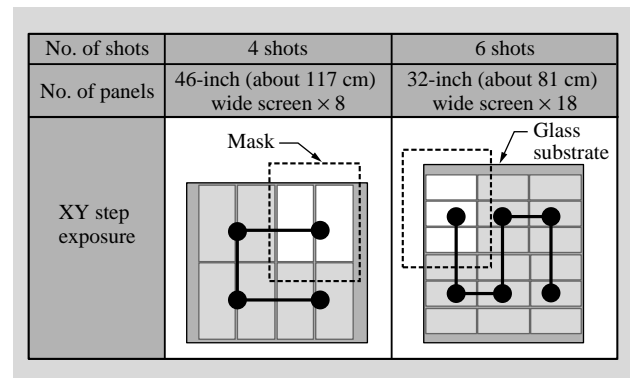 No. of shots
4 shots
6 shots
No. of panels
46-inch (about 117 cm)
wide screen × 8
32-inch (about 81 cm)
wide screen × 18
XY step
exposure
Mask
Glass
substrate